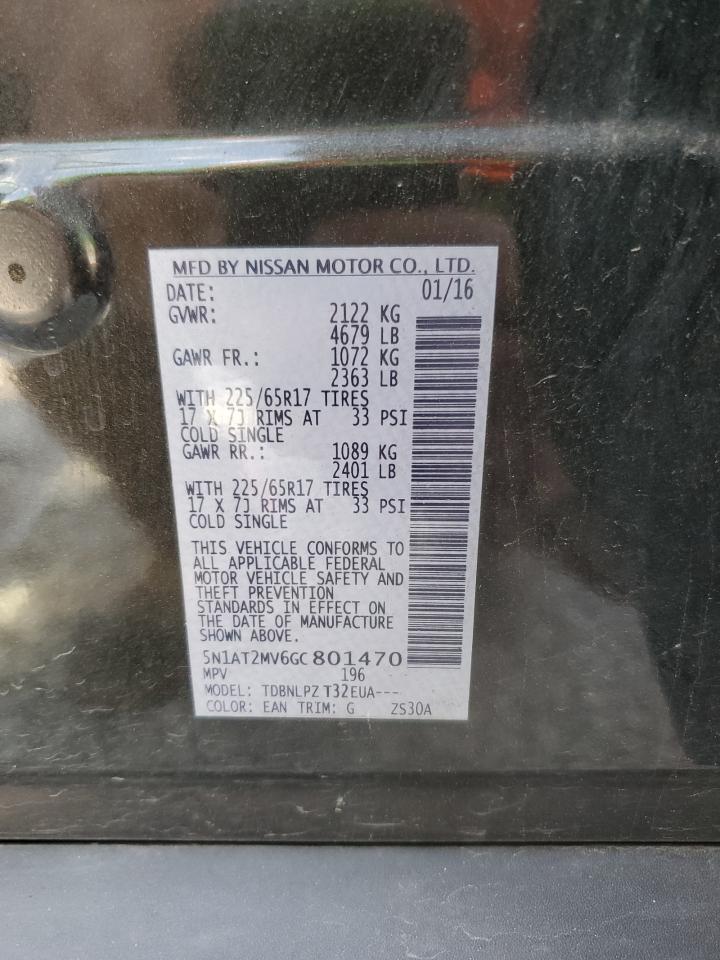 MFD BY NISSAN MOTOR CO., LTD.
DATE: 01/16
GVWR: 2122 KG
4679 LB
GAWR FR.: 1072 KG
2363 LB
WITH 225/65R17 TIRES
17 X 7J RIMS AT 33 PSI
COLD SINGLE
GAWR RR.: 1089 KG
2401 LB
WITH 225/65R17 TIRES
17 X 7J RIMS AT 33 PSI
COLD SINGLE
THIS VEHICLE CONFORMS TO
ALL APPLICABLE FEDERAL
MOTOR VEHICLE SAFETY AND
THEFT PREVENTION
STANDARDS IN EFFECT ON
THE DATE OF MANUFACTURE
SHOWN ABOVE.
5N1AT2MV6GC801470
MPV 196
MODEL: TDBNLPZ T32EUA---
COLOR: EAN TRIM: G ZS30A